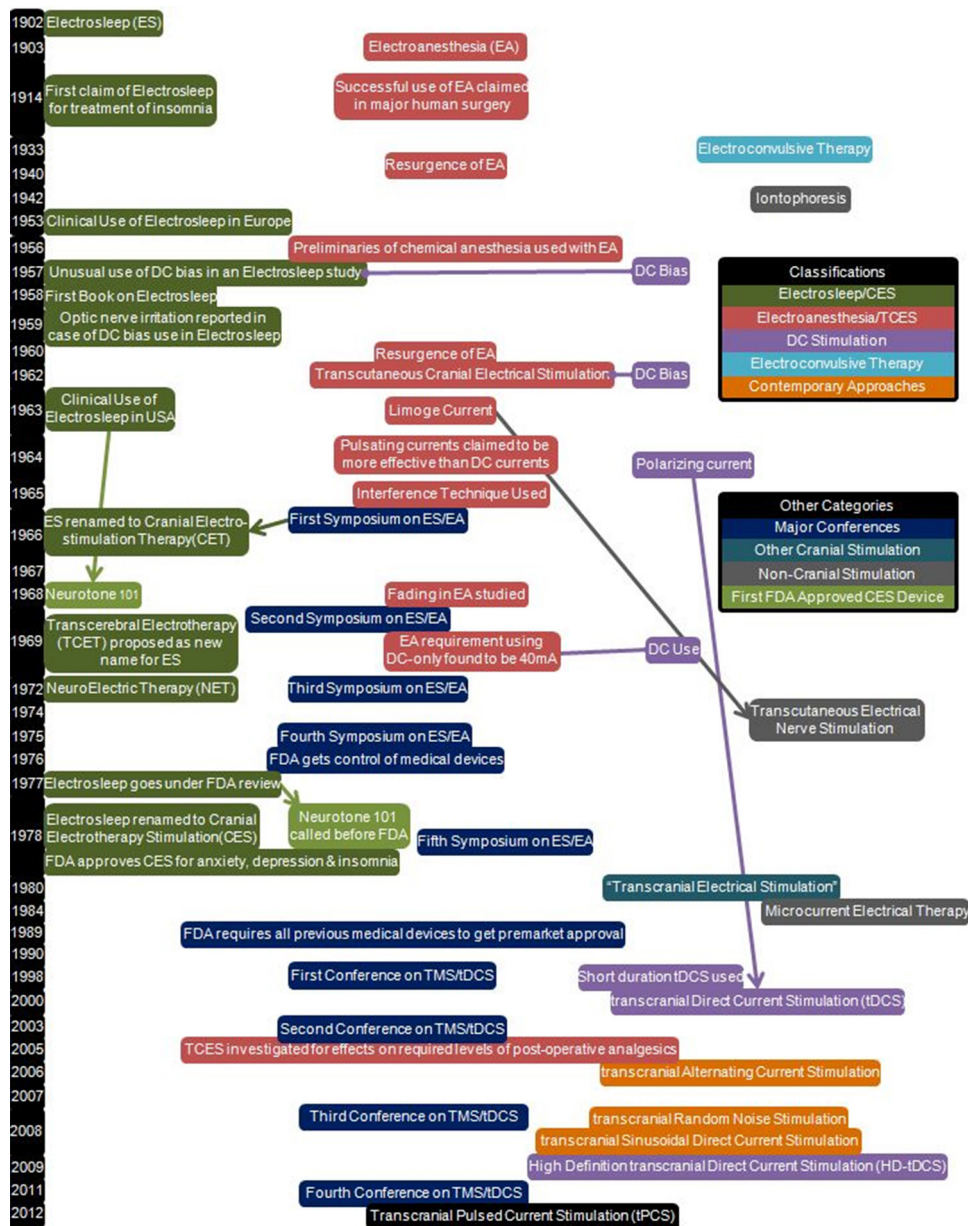 1902
Electrosleep (ES)
1903
Electroanesthesia (EA)
1914
First claim of Electrosleep
for treatment of insomnia
Successful use of EA claimed
in major human surgery
1933
Electroconvulsive Therapy
1940
Resurgence of EA
1942
Iontophoresis
1953
Clinical Use of Electrosleep in Europe
1956
Preliminaries of chemical anesthesia used with EA
1957
Unusual use of DC bias in an Electrosleep study
DC Bias
1958
First Book on Electrosleep
1959
Optic nerve irritation reported in
case of DC bias use in Electrosleep
Classifications
Electrosleep/CES
Electroanesthesia/TCES
DC Stimulation
Electroconvulsive Therapy
Contemporary Approaches
1960
Resurgence of EA
1962
Transcutaneous Cranial Electrical Stimulation
DC Bias
1963
Clinical Use of
Electrosleep in USA
Limoge Current
1964
Pulsating currents claimed to be
more effective than DC currents
Polarizing current
1965
Interference Technique Used
1966
ES renamed to Cranial Electro-
stimulation Therapy(CET)
First Symposium on ES/EA
Other Categories
Major Conferences
Other Cranial Stimulation
Non-Cranial Stimulation
First FDA Approved CES Device
1967
1968
Neurotone 101
Fading in EA studied
1969
Transcerebral Electrotherapy
(TCET) proposed as new
name for ES
Second Symposium on ES/EA
EA requirement using
DC-only found to be 40mA
DC Use
1972
NeuroElectric Therapy (NET)
Third Symposium on ES/EA
1974
Transcutaneous Electrical
Nerve Stimulation
1975
Fourth Symposium on ES/EA
1976
FDA gets control of medical devices
1977
Electrosleep goes under FDA review
1978
Electrosleep renamed to Cranial
Electrotherapy Stimulation(CES)
Neurotone 101
called before FDA
Fifth Symposium on ES/EA
FDA approves CES for anxiety, depression & insomnia
1980
“Transcranial Electrical Stimulation”
1984
Microcurrent Electrical Therapy
1989
FDA requires all previous medical devices to get premarket approval
1990
1998
First Conference on TMS/tDCS
Short duration tDCS used
2000
transcranial Direct Current Stimulation (tDCS)
2003
Second Conference on TMS/tDCS
2005
TCES investigated for effects on required levels of post-operative analgesics
2006
transcranial Alternating Current Stimulation
2007
2008
Third Conference on TMS/tDCS
transcranial Random Noise Stimulation
transcranial Sinusoidal Direct Current Stimulation
2009
High Definition transcranial Direct Current Stimulation (HD-tDCS)
2011
Fourth Conference on TMS/tDCS
2012
Transcranial Pulsed Current Stimulation (tPCS)